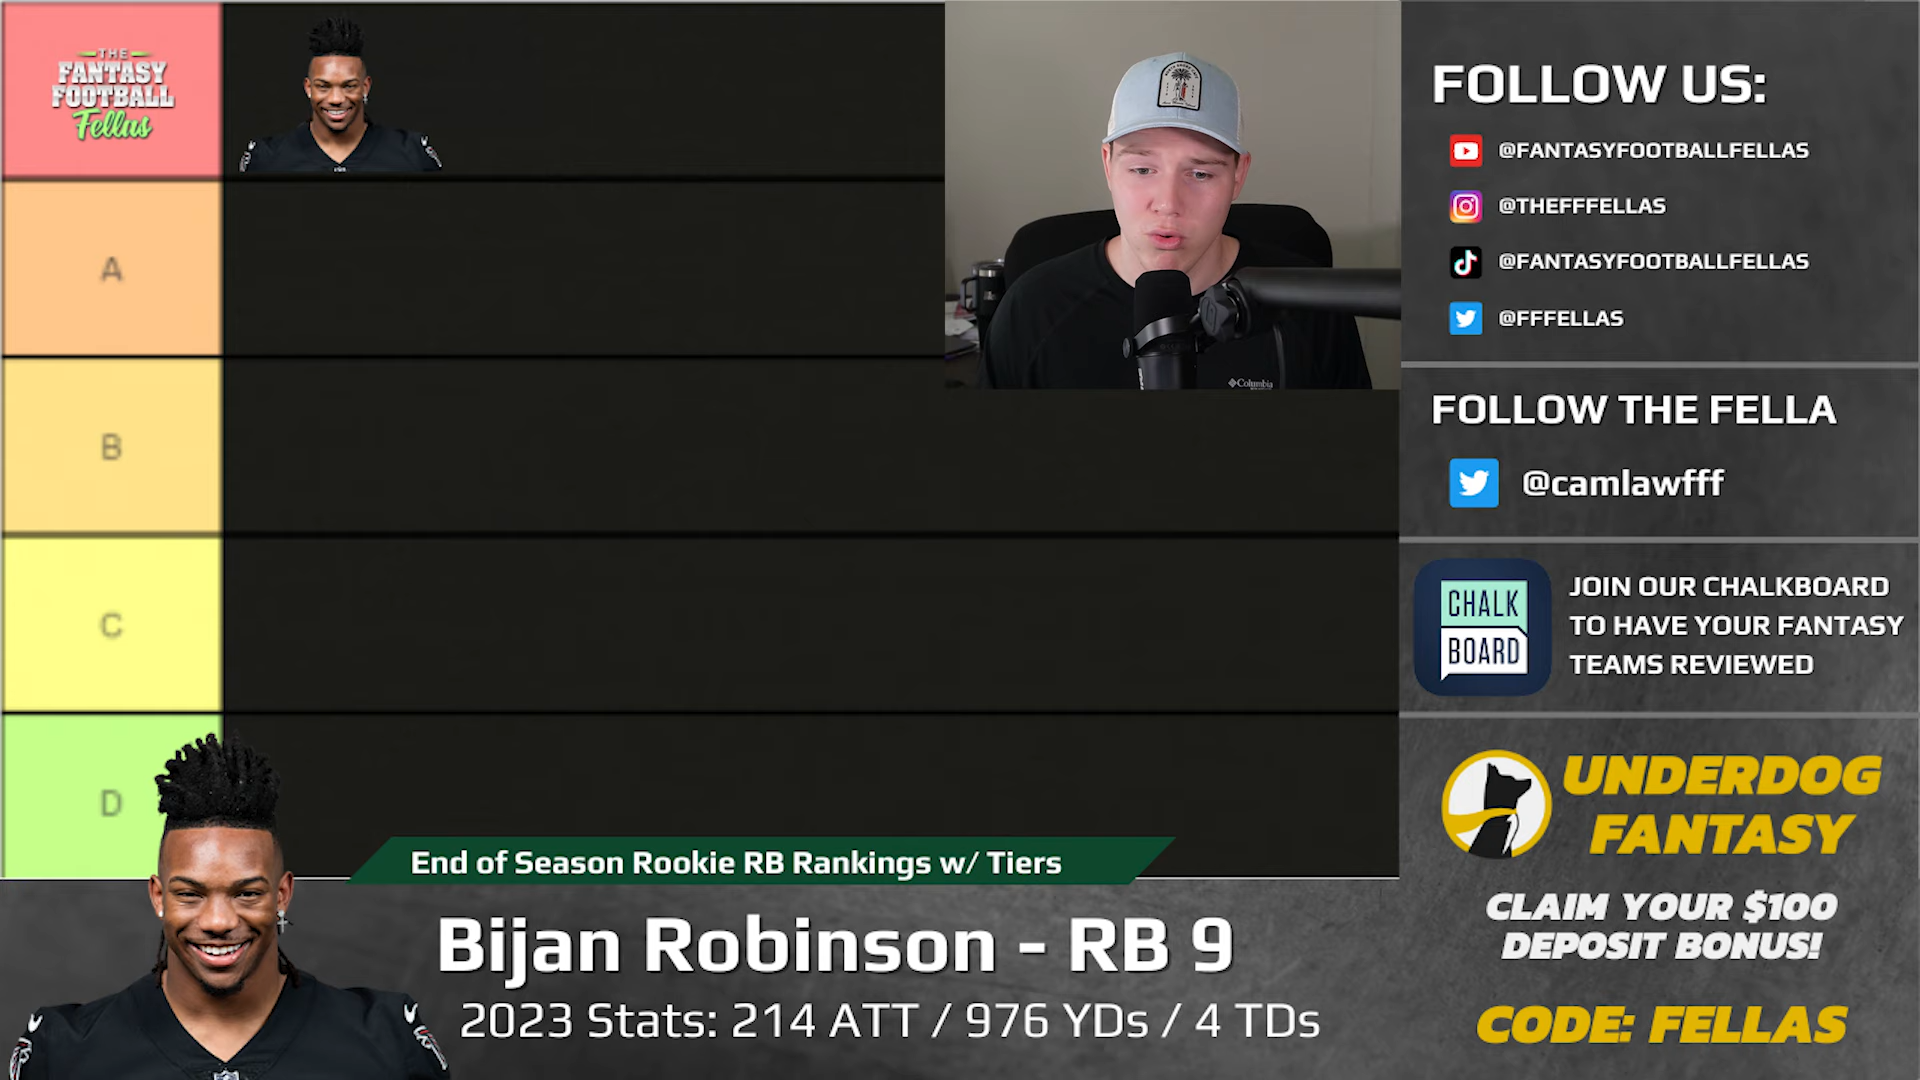 THE
FANTASY
FOOTBALL
Fellas
A
B
C
D
Columbia
FOLLOW US:
@FANTASYFOOTBALLFELLAS
@THEFFFELLAS
@FANTASYFOOTBALLFELLAS
@FFFELLAS
FOLLOW THE FELLA
@camlawfff
CHALK
BOARD
JOIN OUR CHALKBOARD
TO HAVE YOUR FANTASY
TEAMS REVIEWED
UNDERDOG
FANTASY
CLAIM YOUR $100
DEPOSIT BONUS!
CODE: FELLAS
End of Season Rookie RB Rankings w/ Tiers
Bijan Robinson - RB 9
2023 Stats: 214 ATT / 976 YDs / 4 TDs